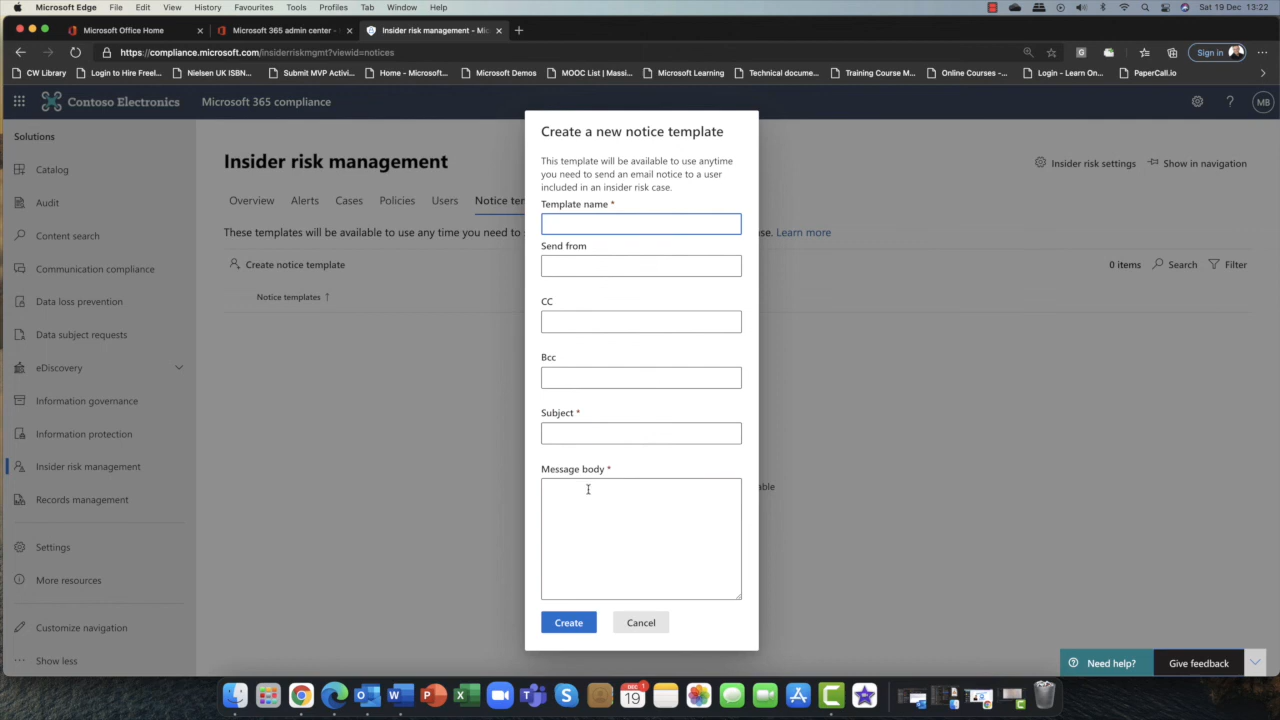 Microsoft Edge File Edit View History Favourites Tools Profiles Tab Window Help Sat 19 Dec 13:22
Microsoft Office Home × Microsoft 365 admin center - × Insider risk management - Mi ×
https://compliance.microsoft.com/insiderriskmgmt?viewid=notices Sign in
CW Library Login to Hire Freel... Nielsen UK ISBN... Submit MVP Activi... Home - Microsoft... Microsoft Demos MOOC List | Massi... Microsoft Learning Technical docume... Training Course M... Online Courses -... Login - Learn On... PaperCall.io
Contoso Electronics Microsoft 365 compliance ? MB
Solutions
Catalog
Audit
Content search
Communication compliance
Data loss prevention
Data subject requests
eDiscovery
Information governance
Information protection
Insider risk management
Records management
Settings
More resources
Customize navigation
Show less
Insider risk management
Insider risk settings Show in navigation
Overview Alerts Cases Policies Users Notice ten
These templates will be available to use any time you need to s se. Learn more
Create notice template 0 items Search Filter
Notice templates ↑
able
Create a new notice template
This template will be available to use anytime
you need to send an email notice to a user
included in an insider risk case.
Template name *
Send from
CC
Bcc
Subject *
Message body *
Create Cancel
Need help? Give feedback
DEC 1
19